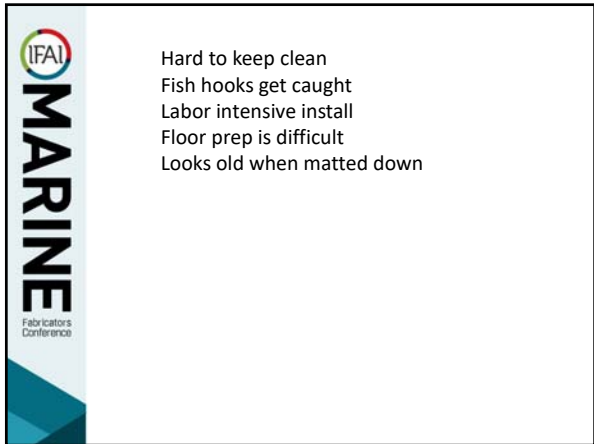 IFAI
MARINE
Fabricators
Conference
Hard to keep clean
Fish hooks get caught
Labor intensive install
Floor prep is difficult
Looks old when matted down